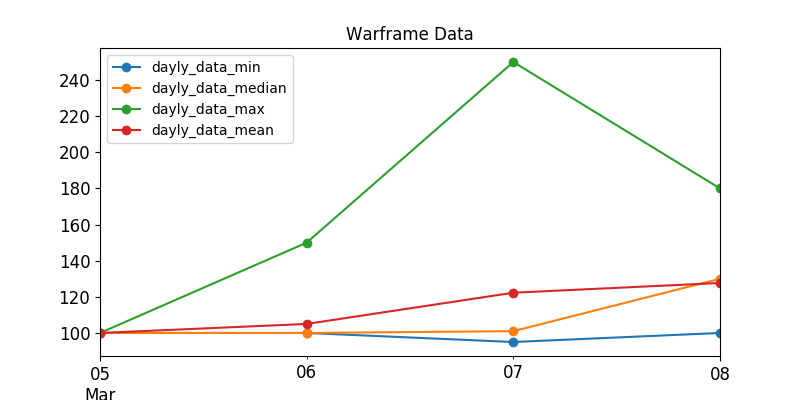 Warframe Data
dayly_data_min
dayly_data_median
dayly_data_max
dayly_data_mean
240
220
200
180
160
140
120
100
05 06 07 08
Mar